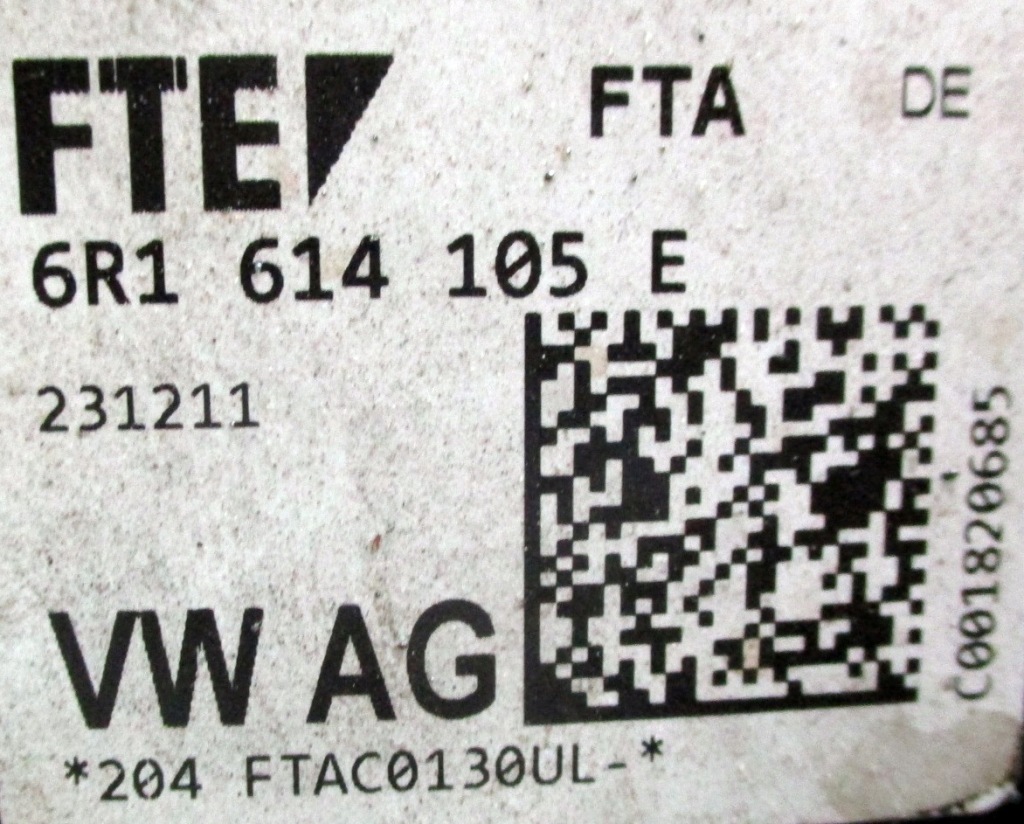 FTE FTA DE
6R1 614 105 E
231211
C001820685
VW AG
*204 FTAC0130UL-*